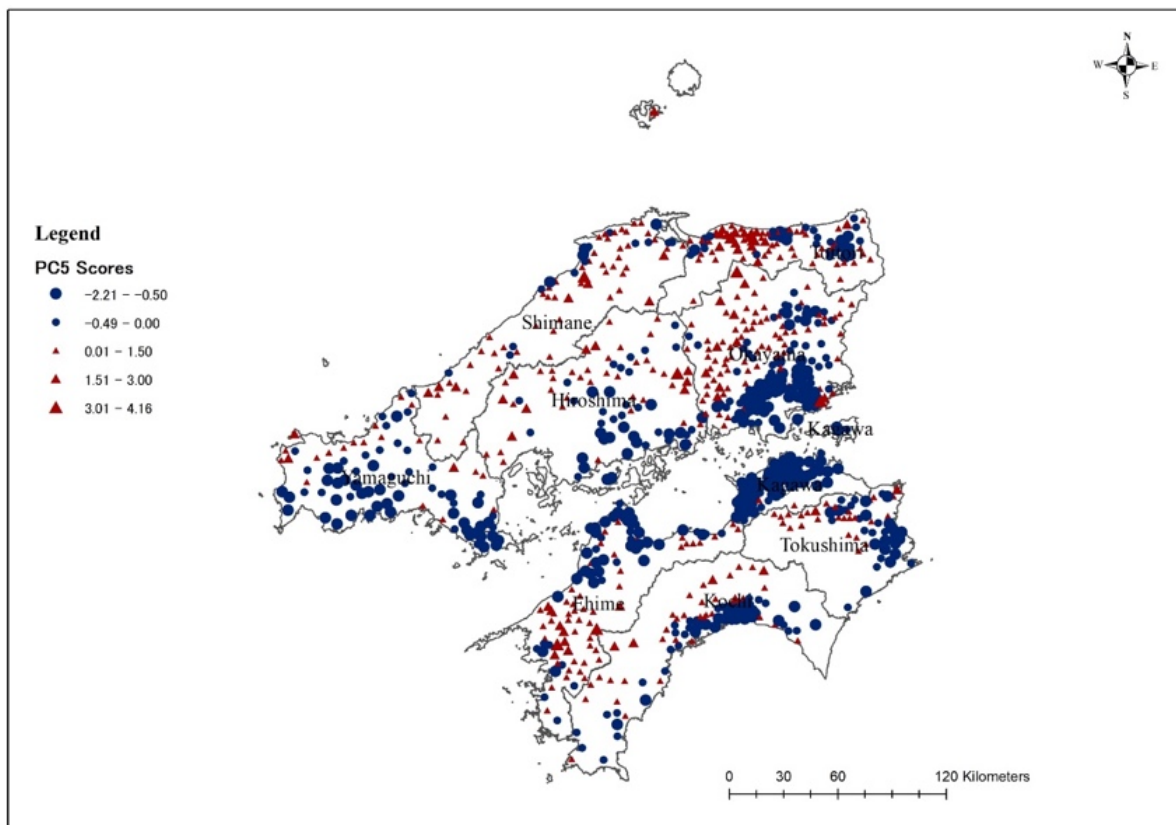 N
W E
S
Legend
PC5 Scores
−2.21 − −0.50
−0.49 − 0.00
0.01 − 1.50
1.51 − 3.00
3.01 − 4.16
Shimane
Okayama
Hiroshima
Kagawa
Yamaguchi
Kagawa
Tokushima
Ehime
Kochi
0 30 60 120 Kilometers